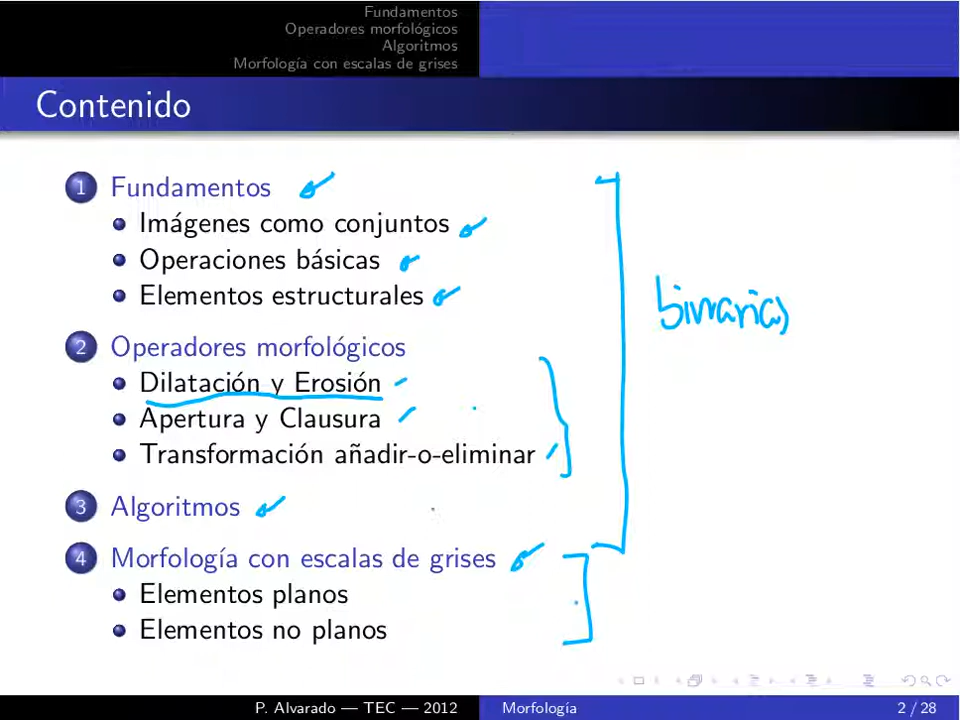 Fundamentos
Operadores morfológicos
Algoritmos
Morfología con escalas de grises
Contenido
1 Fundamentos
Imágenes como conjuntos
Operaciones básicas
Elementos estructurales
binarias
2 Operadores morfológicos
Dilatación y Erosión
Apertura y Clausura
Transformación añadir-o-eliminar
3 Algoritmos
4 Morfología con escalas de grises
Elementos planos
Elementos no planos
P. Alvarado — TEC — 2012 Morfología 2 / 28